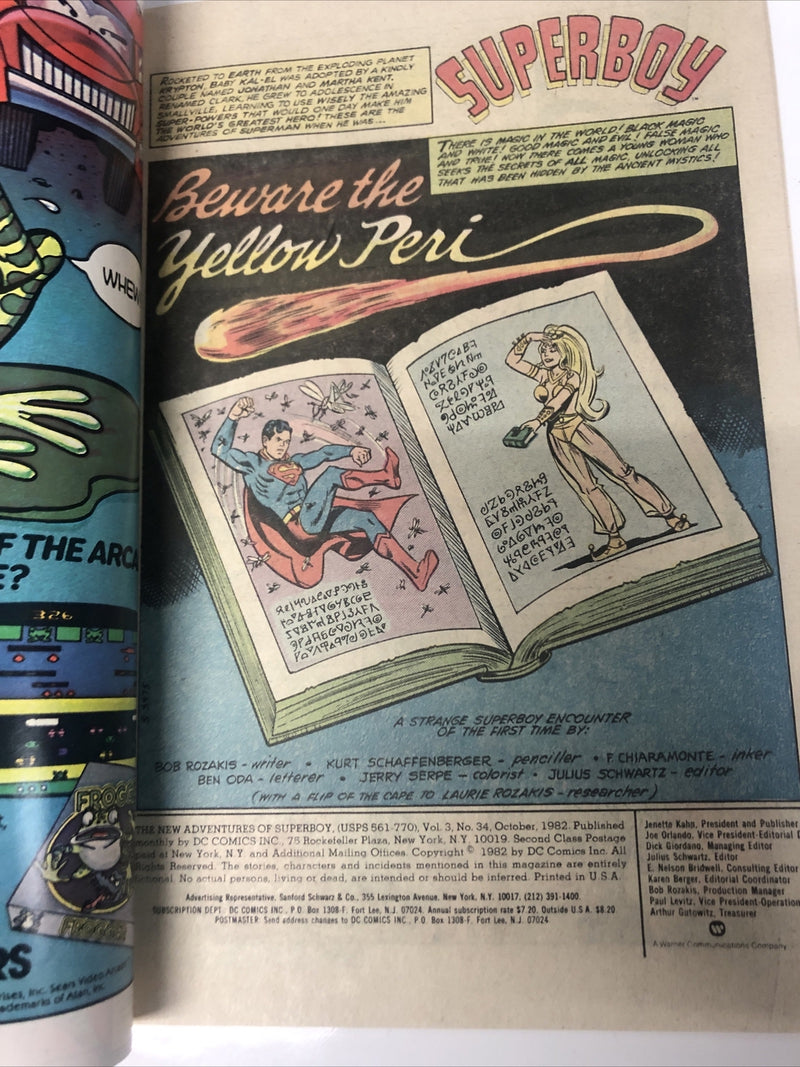 WHEW
F THE ARCA
E?
326
FROGG
FROGGE
RS
ises, Inc. Sears Video Arcade
ademarks of Atari, Inc.
ROCKETED TO EARTH FROM THE EXPLODING PLANET
KRYPTON, BABY KAL-EL WAS ADOPTED BY A KINDLY
COUPLE NAMED JONATHAN AND MARTHA KENT.
RENAMED CLARK, HE GREW TO ADOLESCENCE IN
SMALLVILLE, LEARNING TO USE WISELY THE AMAZING
SUPER-POWERS THAT WOULD ONE DAY MAKE HIM
THE WORLD'S GREATEST HERO! THESE ARE THE
ADVENTURES OF SUPERMAN WHEN HE WAS...
SUPERBOY
THERE IS MAGIC IN THE WORLD! BLACK MAGIC
AND WHITE! GOOD MAGIC AND EVIL! FALSE MAGIC
AND TRUE! NOW THERE COMES A YOUNG WOMAN WHO
SEEKS THE SECRETS OF ALL MAGIC, UNLOCKING ALL
THAT HAS BEEN HIDDEN BY THE ANCIENT MYSTICS!
Beware the
Yellow Peri
A STRANGE SUPERBOY ENCOUNTER
OF THE FIRST TIME BY:
BOB ROZAKIS - writer • KURT SCHAFFENBERGER - penciller • F. CHIARAMONTE - inker
BEN ODA - letterer • JERRY SERPE - colorist • JULIUS SCHWARTZ - editor
(WITH A FLIP OF THE CAPE TO LAURIE ROZAKIS - researcher)
THE NEW ADVENTURES OF SUPERBOY, (USPS 561-770), Vol. 3, No. 34, October, 1982. Published
monthly by DC COMICS INC., 75 Rockefeller Plaza, New York, N.Y. 10019. Second Class Postage
paid at New York, N.Y. and Additional Mailing Offices. Copyright © 1982 by DC Comics Inc. All
Rights Reserved. The stories, characters and incidents mentioned in this magazine are entirely
fictional. No actual persons, living or dead, are intended or should be inferred. Printed in U.S.A.
Advertising Representative, Sanford Schwarz & Co., 355 Lexington Avenue, New York, N.Y. 10017, (212) 391-1400.
SUBSCRIPTION DEPT. DC COMICS INC., P.O. Box 1308-F, Fort Lee, N.J. 07024. Annual subscription rate $7.20. Outside U.S.A. $8.20.
POSTMASTER: Send address changes to DC COMICS INC., P.O. Box 1308-F, Fort Lee, N.J. 07024
Jenette Kahn, President and Publisher
Joe Orlando, Vice President-Editorial D
Dick Giordano, Managing Editor
Julius Schwartz, Editor
E. Nelson Bridwell, Consulting Editor
Karen Berger, Editorial Coordinator
Bob Rozakis, Production Manager
Paul Levitz, Vice President-Operation
Arthur Gutowitz, Treasurer
A Warner Communications Company